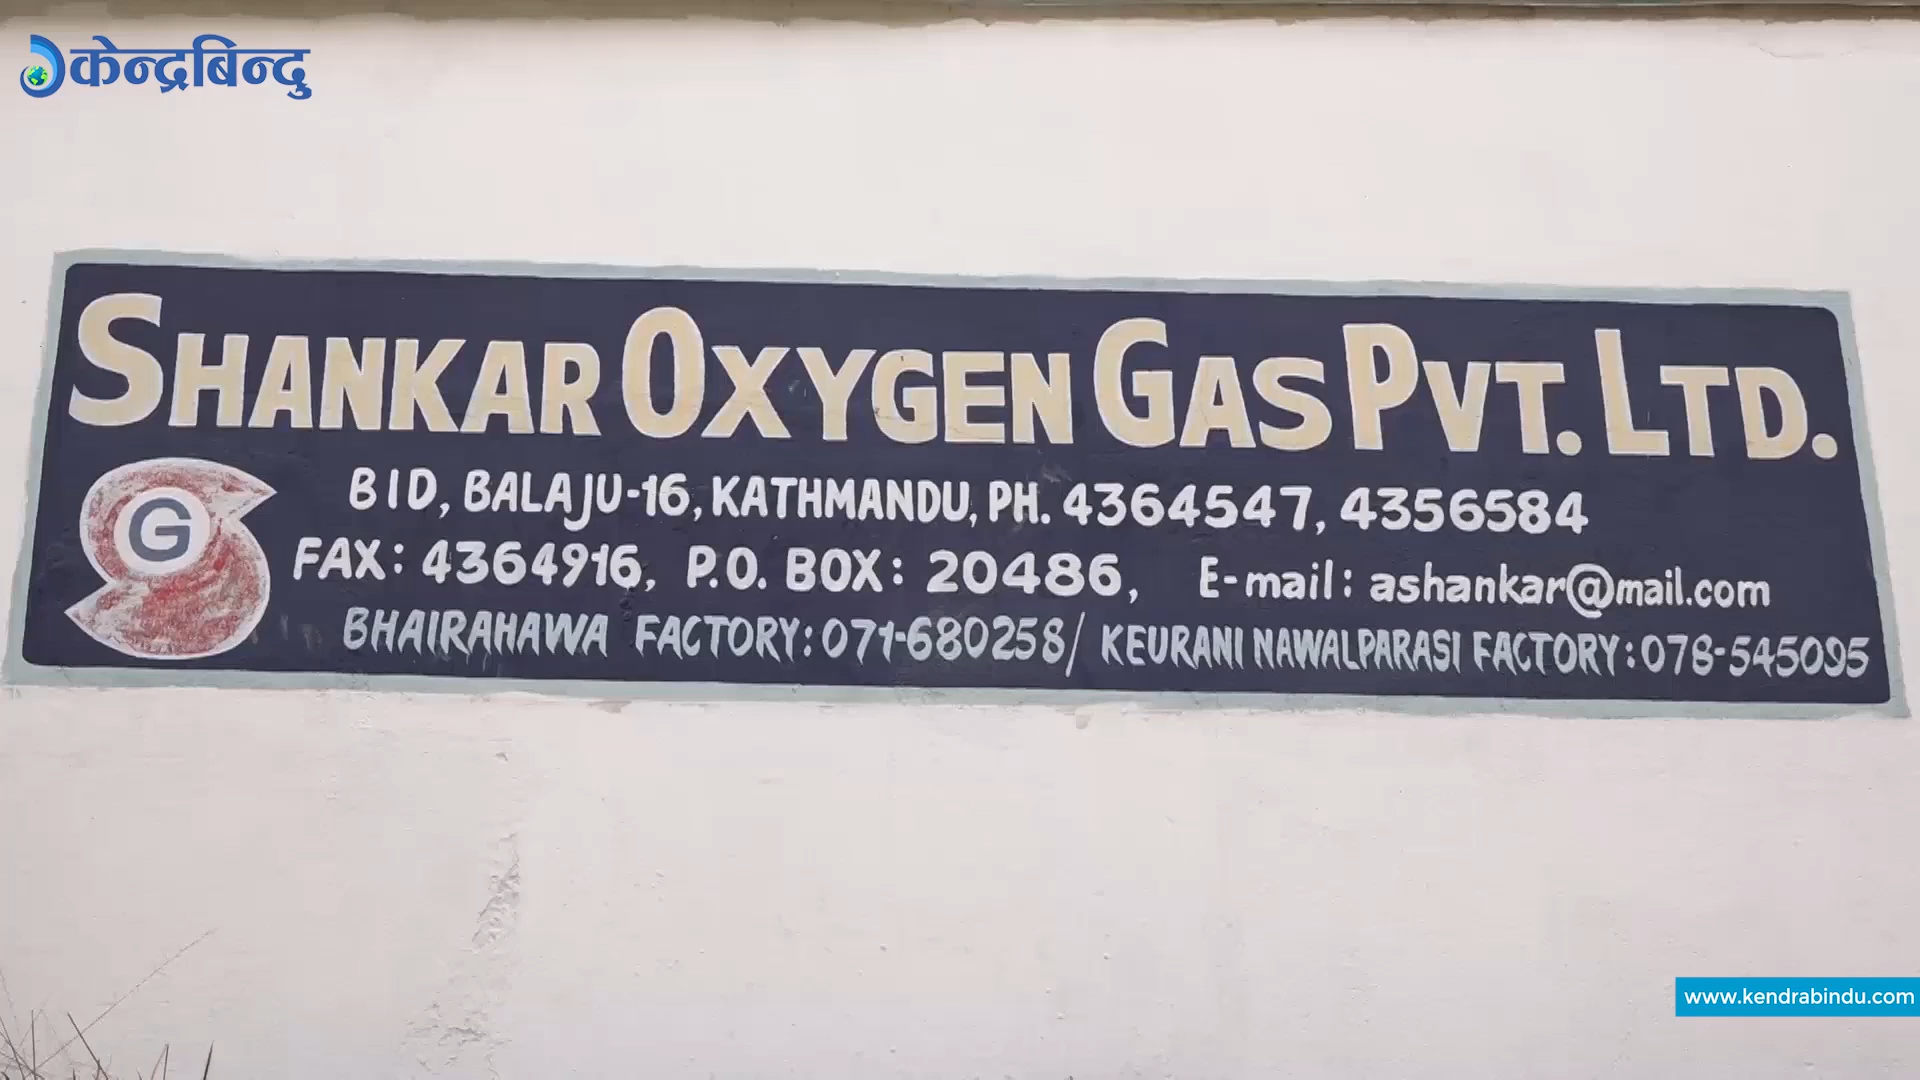 केन्द्रबिन्दु
SHANKAR OXYGEN GAS PVT. LTD.
G
BID, BALAJU-16, KATHMANDU, PH. 4364547, 4356584
FAX: 4364916, P.O. BOX: 20486, E-mail: ashankar@mail.com
BHAIRAHAWA FACTORY: 071-680258/ KEURANI NAWALPARASI FACTORY: 078-545095
www.kendrabindu.com